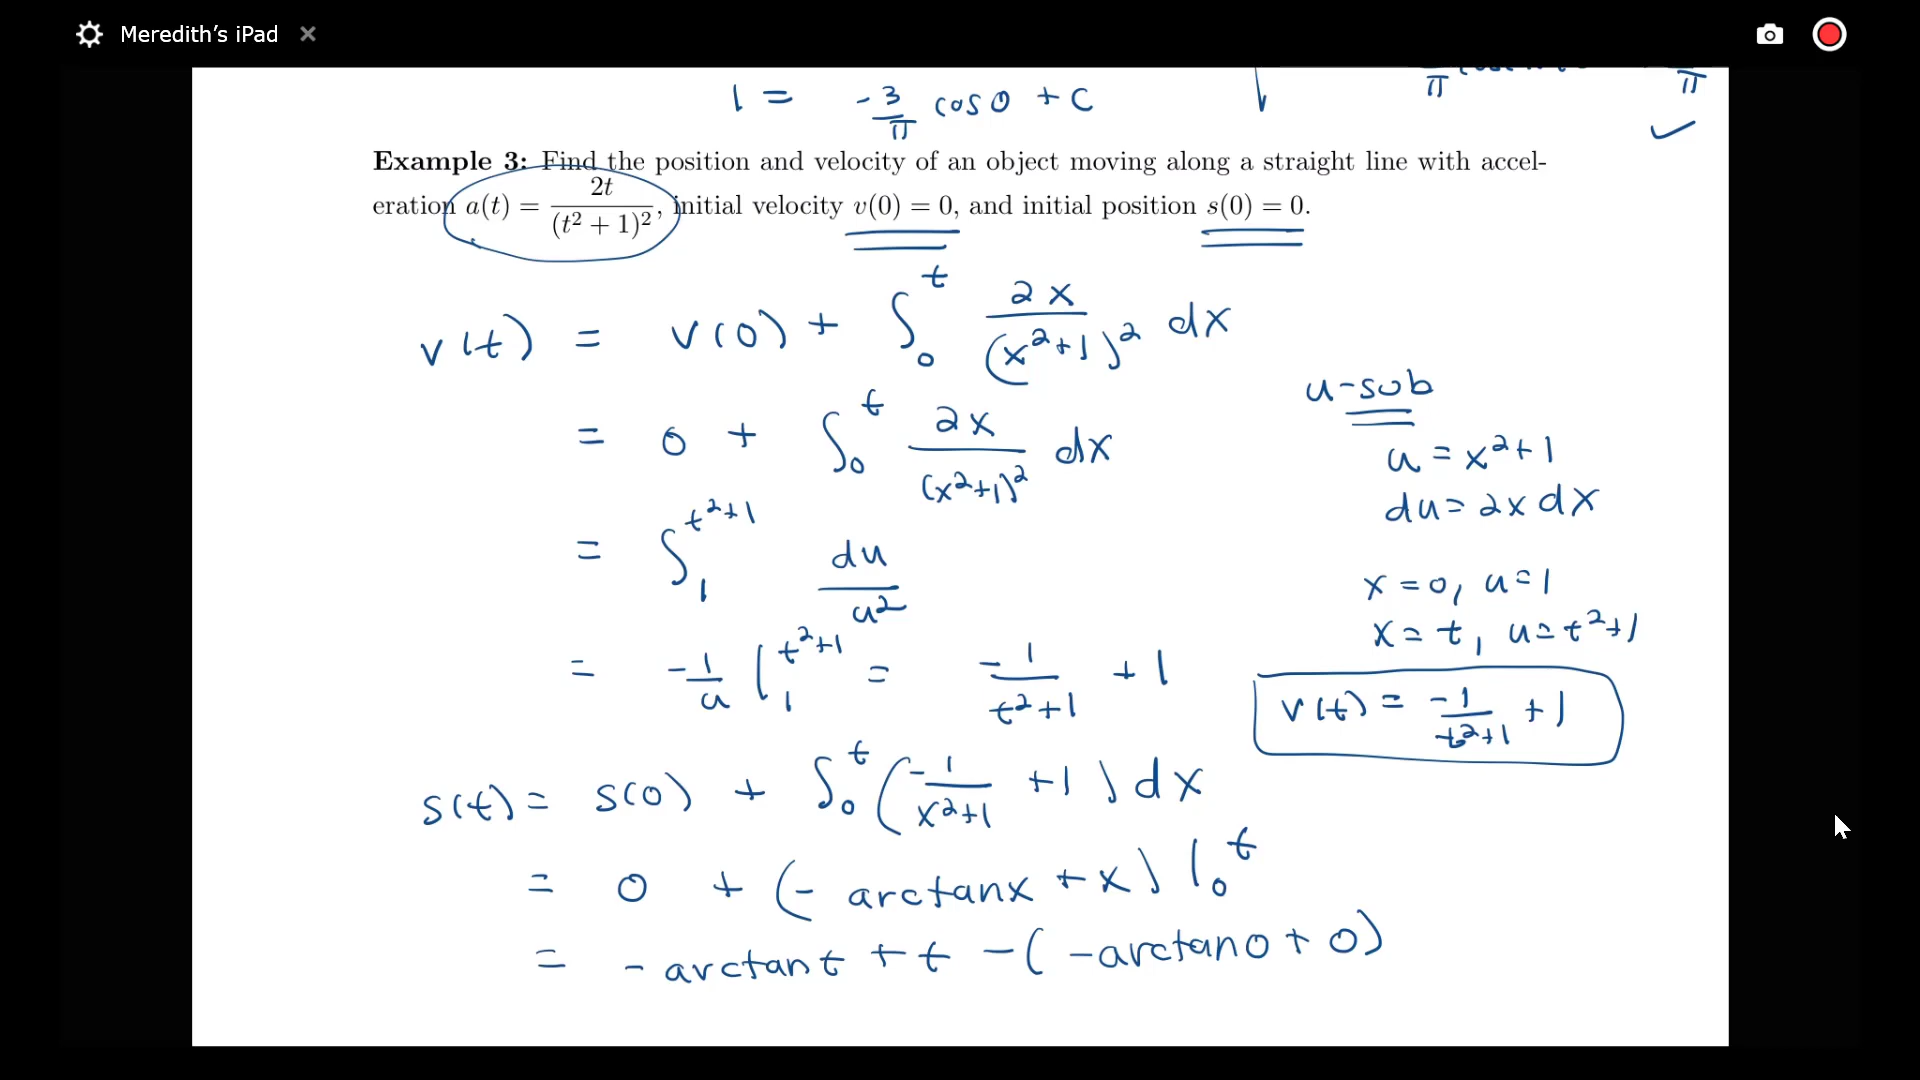 Meredith's iPad
1 = -3/π cos 0 + C
π π
Example 3: Find the position and velocity of an object moving along a straight line with accel-
eration a(t) = 2t/(t² + 1)², initial velocity v(0) = 0, and initial position s(0) = 0.
v(t) = v(0) + ∫₀ᵗ 2x/(x²+1)² dx
= 0 + ∫₀ᵗ 2x/(x²+1)² dx
u-sub
u = x²+1
du = 2x dx
= ∫₁^(t²+1) du/u²
x = 0, u = 1
x = t, u = t²+1
= -1/u |₁^(t²+1) = -1/(t²+1) + 1
v(t) = -1/(t²+1) + 1
s(t) = s(0) + ∫₀ᵗ (-1/(x²+1) + 1) dx
= 0 + (- arctanx + x) |₀ᵗ
= - arctan t + t - (-arctan 0 + 0)